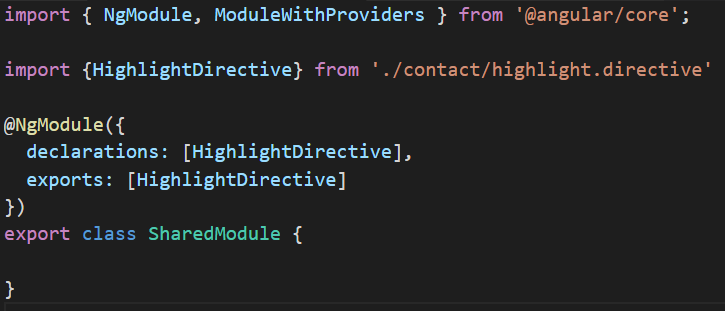 import { NgModule, ModuleWithProviders } from '@angular/core';
import {HighlightDirective} from './contact/highlight.directive'
@NgModule({
declarations: [HighlightDirective],
exports: [HighlightDirective]
})
export class SharedModule {
}